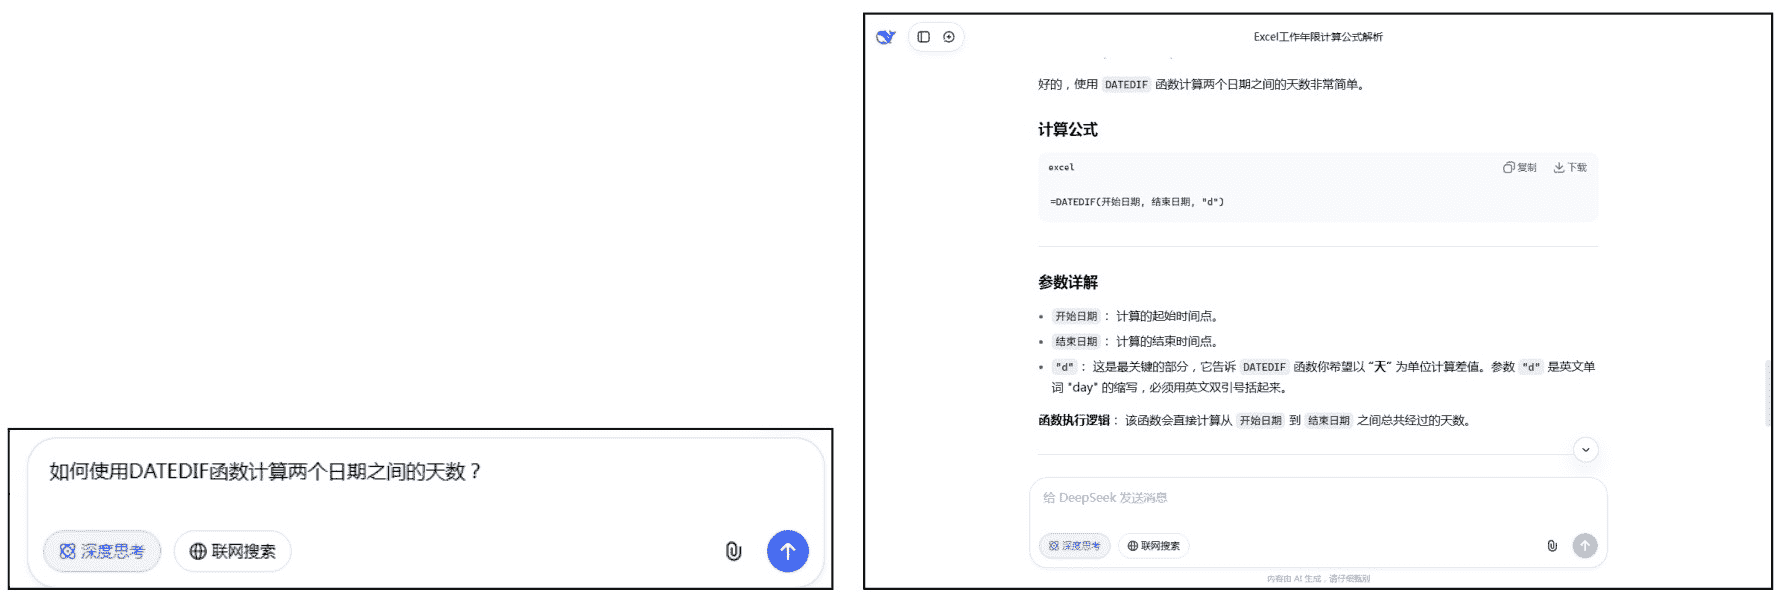 如何使用DATEDIF函数计算两个日期之间的天数？
深度思考
联网搜索
Excel工作年限计算公式解析
好的，使用 DATEDIF 函数计算两个日期之间的天数非常简单。
计算公式
excel
复制
下载
=DATEDIF(开始日期, 结束日期, "d")
参数详解
• 开始日期 ： 计算的起始时间点。
• 结束日期 ： 计算的结束时间点。
• "d" ： 这是最关键的部分，它告诉 DATEDIF 函数你希望以 “天” 为单位计算差值。参数 "d" 是英文单
词 "day" 的缩写，必须用英文双引号括起来。
函数执行逻辑 ： 该函数会直接计算从 开始日期 到 结束日期 之间总共经过的天数。
给 DeepSeek 发送消息
深度思考
联网搜索
内容由 AI 生成，请仔细甄别